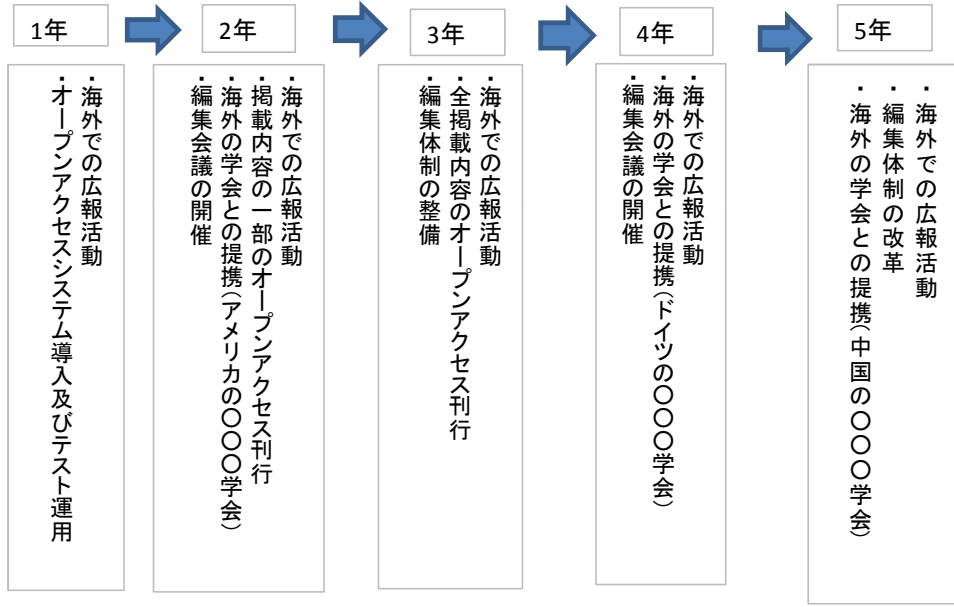 1年
・海外での広報活動
・オープンアクセスシステム導入及びテスト運用
2年
・海外での広報活動
・掲載内容の一部のオープンアクセス刊行
・海外の学会との提携(アメリカの〇〇〇学会)
・編集会議の開催
3年
・海外での広報活動
・全掲載内容のオープンアクセス刊行
・編集体制の整備
4年
・海外での広報活動
・海外の学会との提携(ドイツの〇〇〇学会)
・編集会議の開催
5年
・海外での広報活動
・編集体制の改革
・海外の学会との提携(中国の〇〇〇学会)